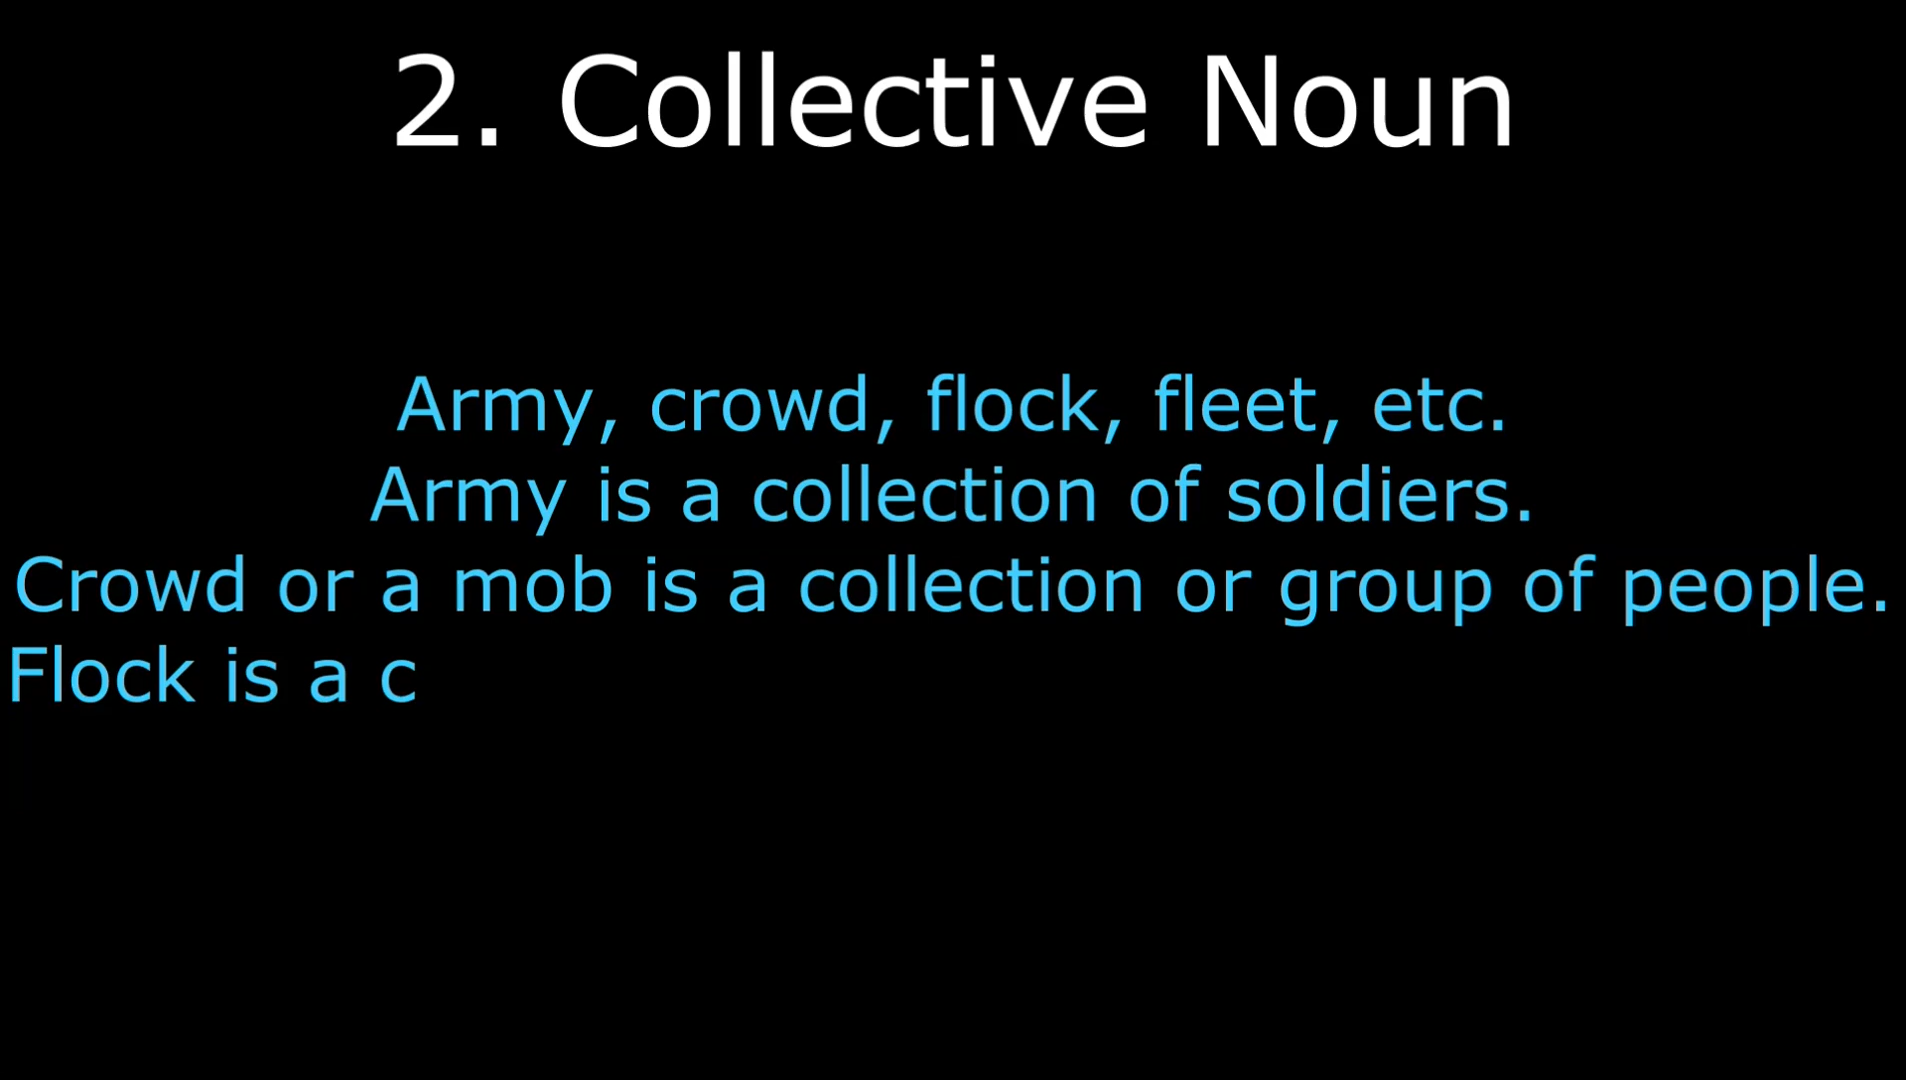 2. Collective Noun
Army, crowd, flock, fleet, etc.
Army is a collection of soldiers.
Crowd or a mob is a collection or group of people.
Flock is a c